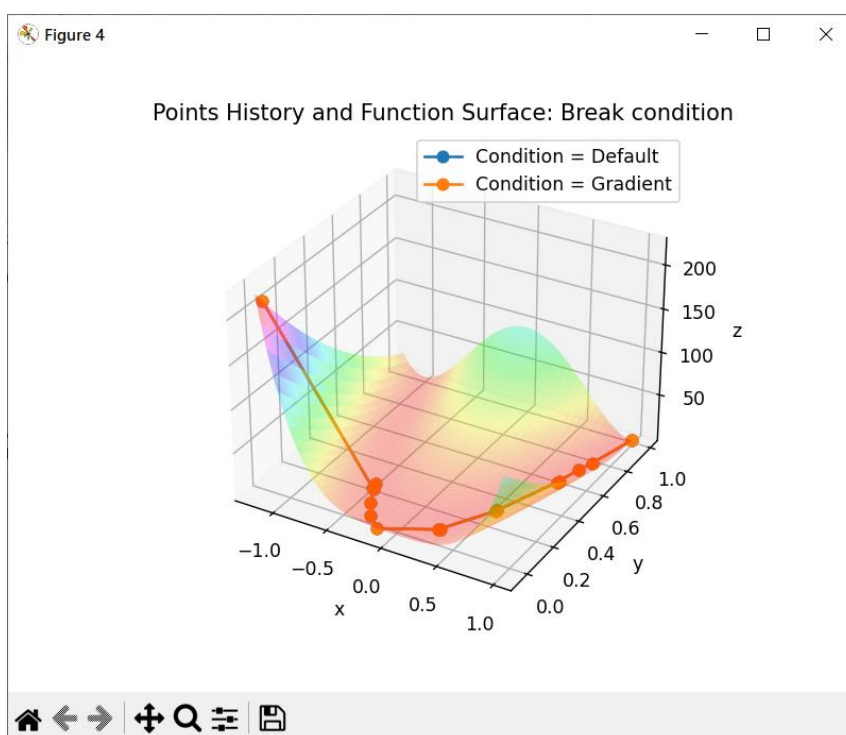 Figure 4
Points History and Function Surface: Break condition
Condition = Default
Condition = Gradient
200
150
z
100
50
−1.0
−0.5
0.0
0.5
1.0
x
0.0
0.2
0.4
0.6
0.8
1.0
y